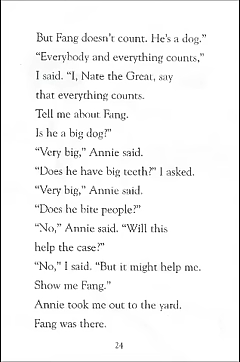 But Fang doesn't count. He's a dog."
"Everybody and everything counts,"
I said. "I, Nate the Great, say
that everything counts.
Tell me about Fang.
Is he a big dog?"
"Very big," Annie said.
"Does he have big teeth?" I asked.
"Very big," Annie said.
"Does he bite people?"
"No," Annie said. "Will this
help the case?"
"No," I said. "But it might help me.
Show me Fang."
Annie took me out to the yard.
Fang was there.
24